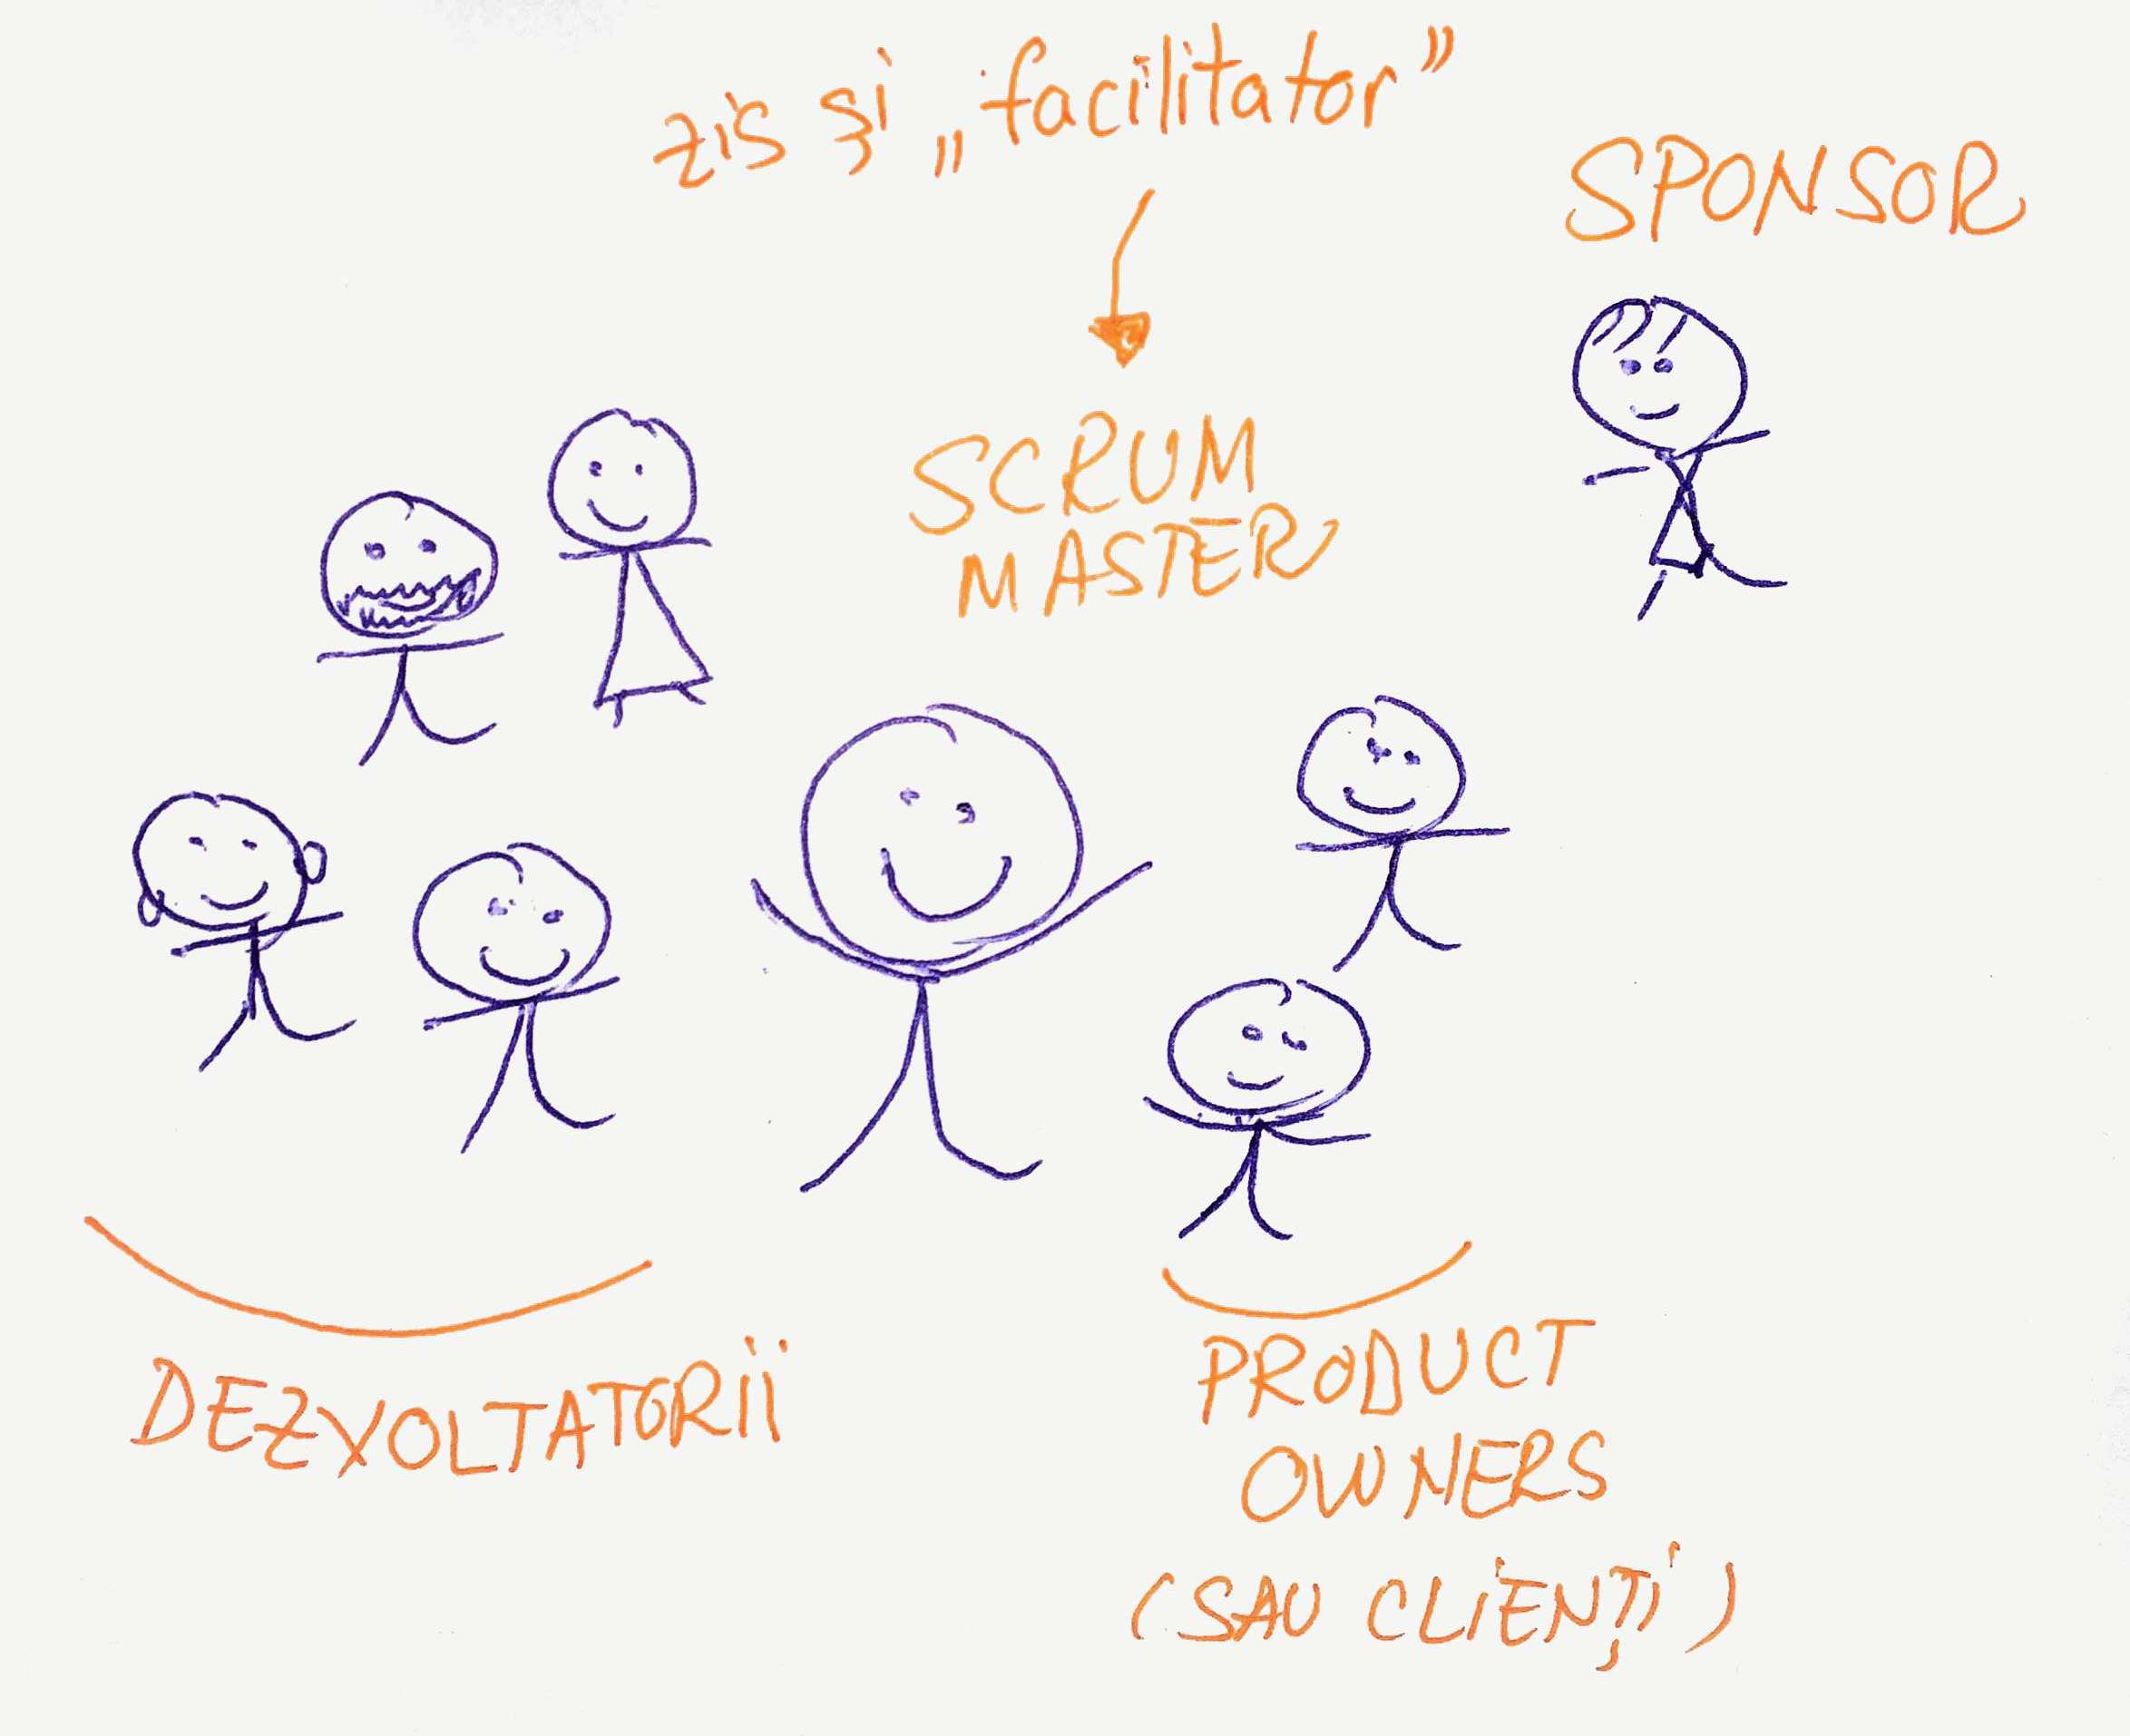 zis și „facilitator”
SPONSOR
SCRUM
MASTER
DEZVOLTATORii
PRODUCT
OWNERS
(SAU CLiENȚi)